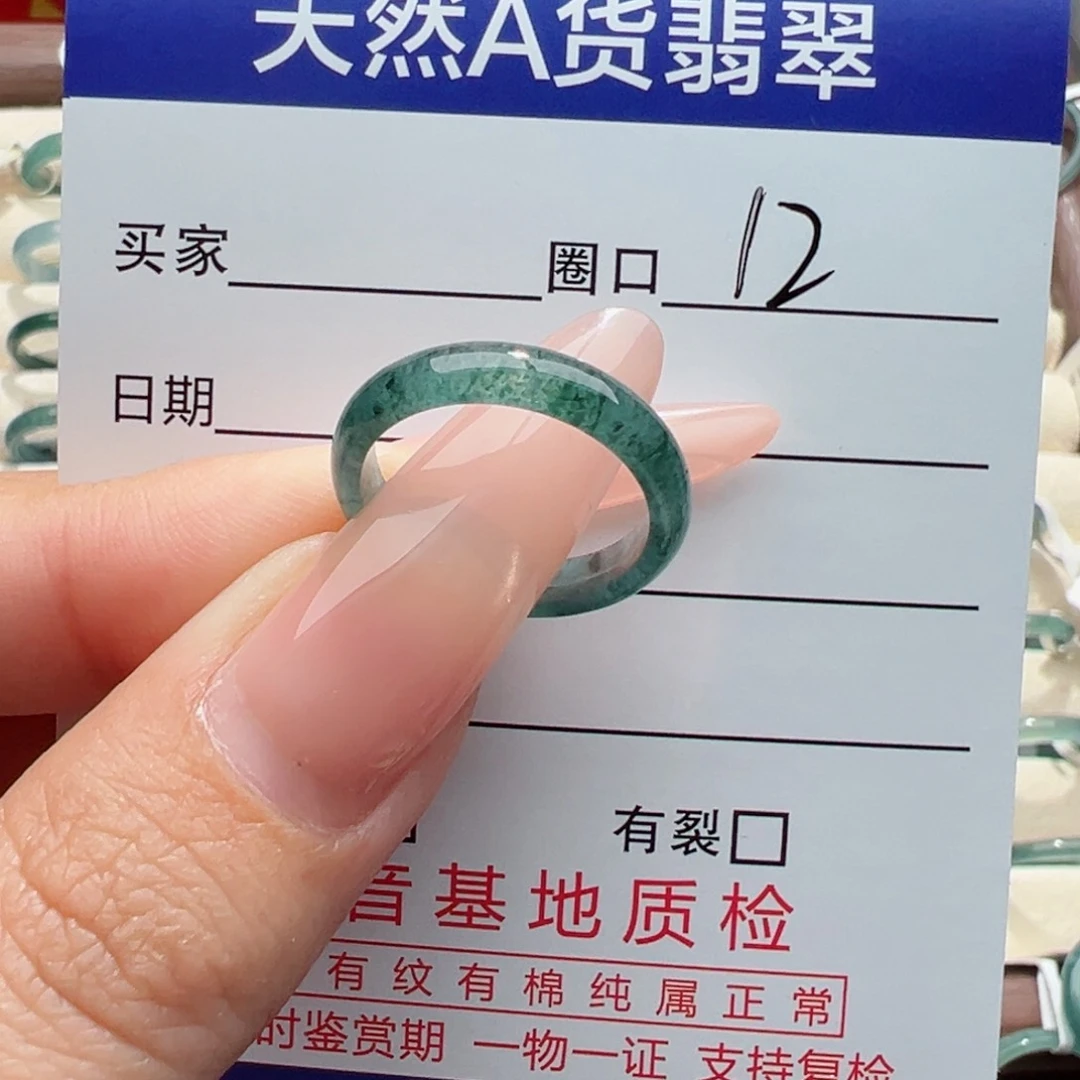 天然A货翡翠
买家 圈口 12
日期
有裂
音基地质检
有纹有棉纯属正常
时鉴赏期 一物一证 支持复检